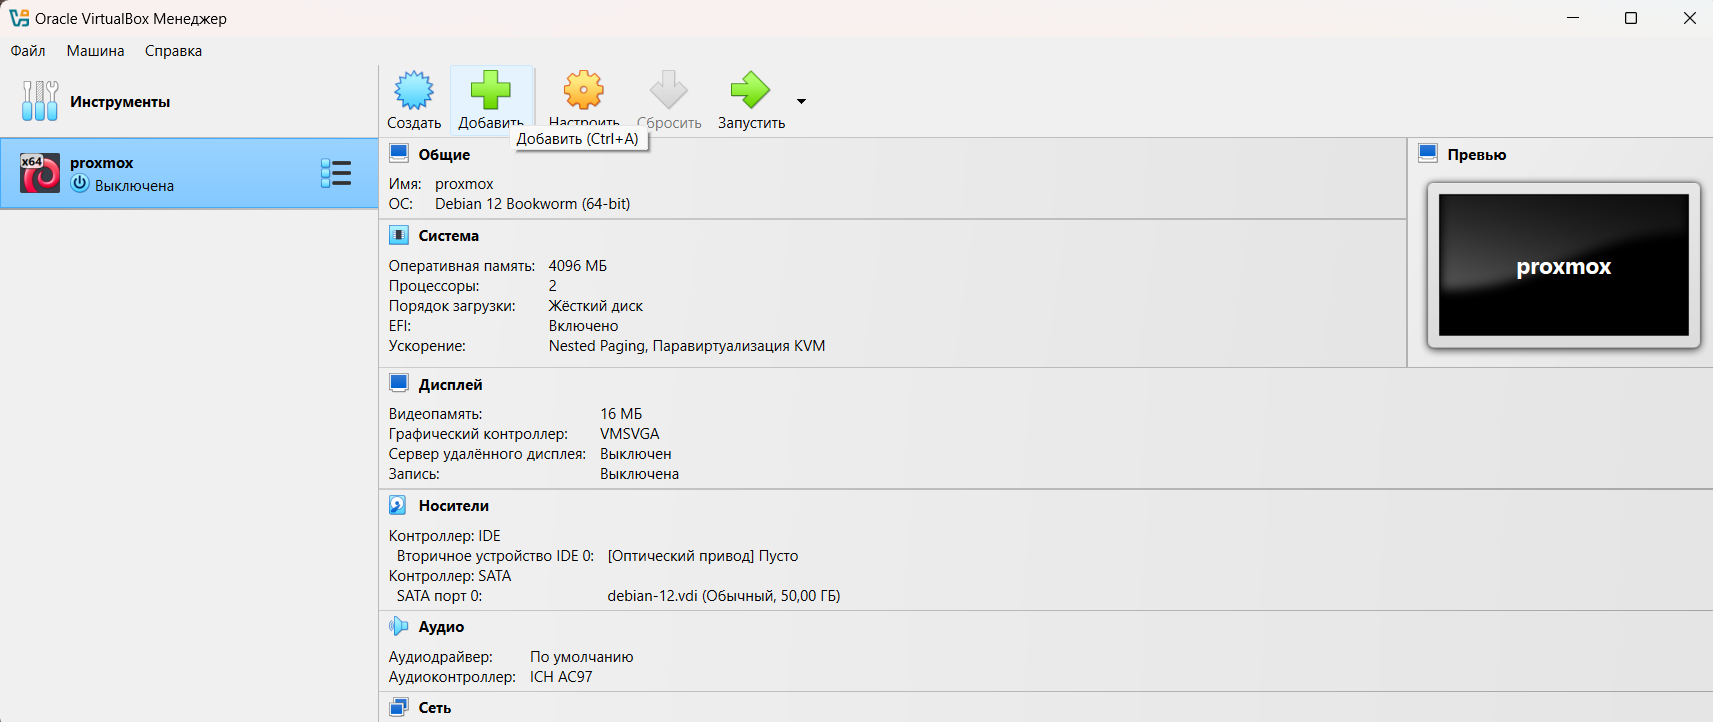 Oracle VirtualBox Менеджер
Файл Машина Справка
Инструменты
Создать Добавить Настроить Сбросить Запустить
Добавить (Ctrl+A)
x64 proxmox
Выключена
Общие
Имя: proxmox
ОС: Debian 12 Bookworm (64-bit)
Превью
proxmox
Система
Оперативная память: 4096 МБ
Процессоры: 2
Порядок загрузки: Жёсткий диск
EFI: Включено
Ускорение: Nested Paging, Паравиртуализация KVM
Дисплей
Видеопамять: 16 МБ
Графический контроллер: VMSVGA
Сервер удалённого дисплея: Выключен
Запись: Выключена
Носители
Контроллер: IDE
Вторичное устройство IDE 0: [Оптический привод] Пусто
Контроллер: SATA
SATA порт 0: debian-12.vdi (Обычный, 50,00 ГБ)
Аудио
Аудиодрайвер: По умолчанию
Аудиоконтроллер: ICH AC97
Сеть